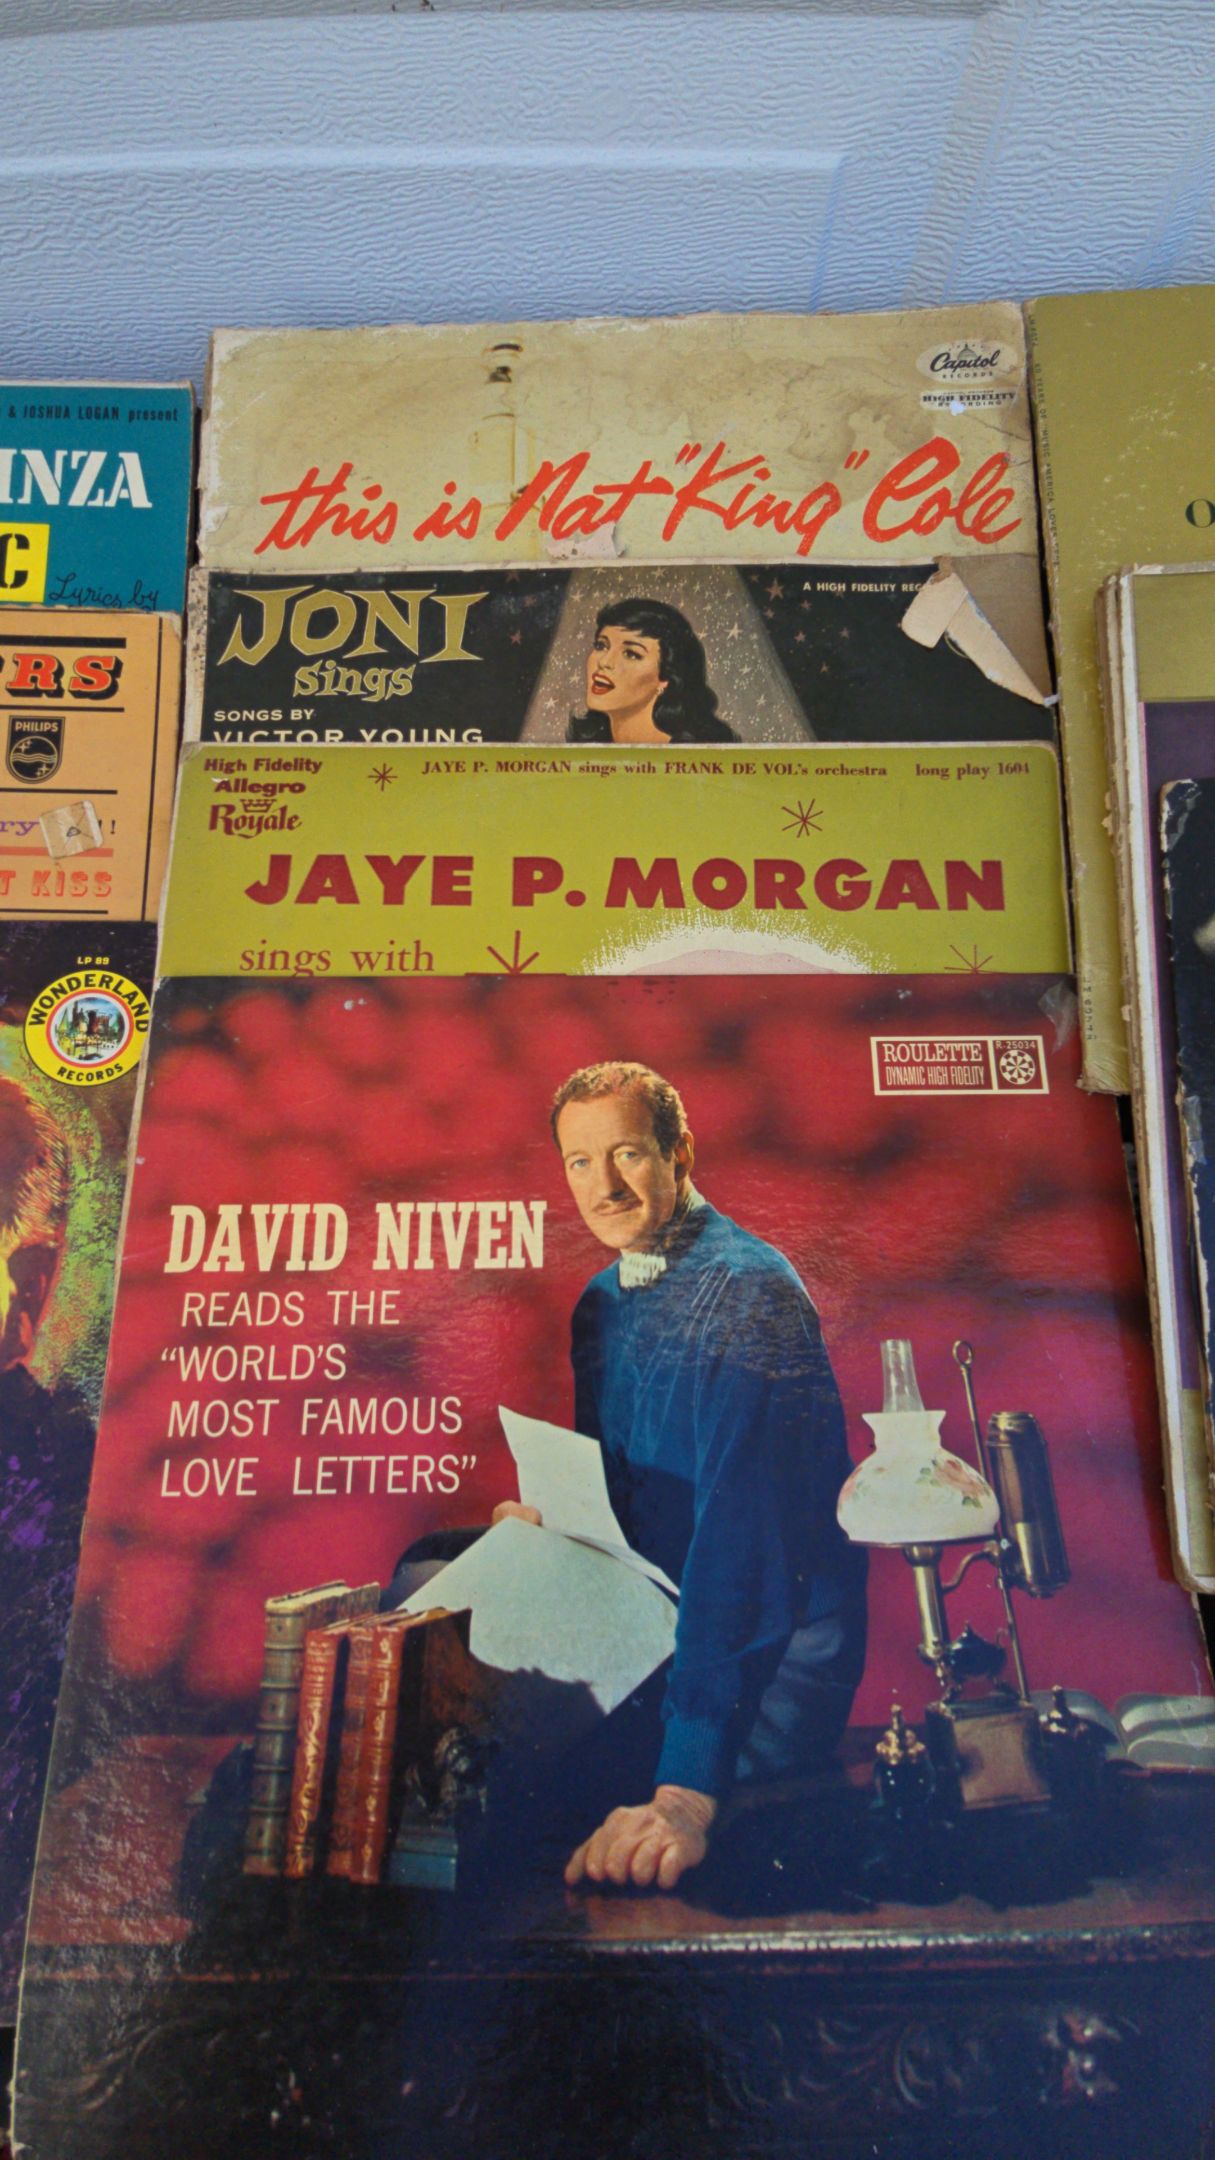 & JOSHUA LOGAN present
INZA
C
Lyrics by
RS
PHILIPS
ry !
T KISS
LP 89
WONDERLAND
RECORDS
Capitol
RECORDS
HIGH FIDELITY
RECORDING
this is Nat "King" Cole
JONI
sings
A HIGH FIDELITY REC
SONGS BY
VICTOR YOUNG
High Fidelity
Allegro
Royale
JAYE P. MORGAN sings with FRANK DE VOL's orchestra long play 1604
JAYE P. MORGAN
sings with
ROULETTE
DYNAMIC HIGH FIDELITY
R-25034
DAVID NIVEN
READS THE
“WORLD'S
MOST FAMOUS
LOVE LETTERS”
O